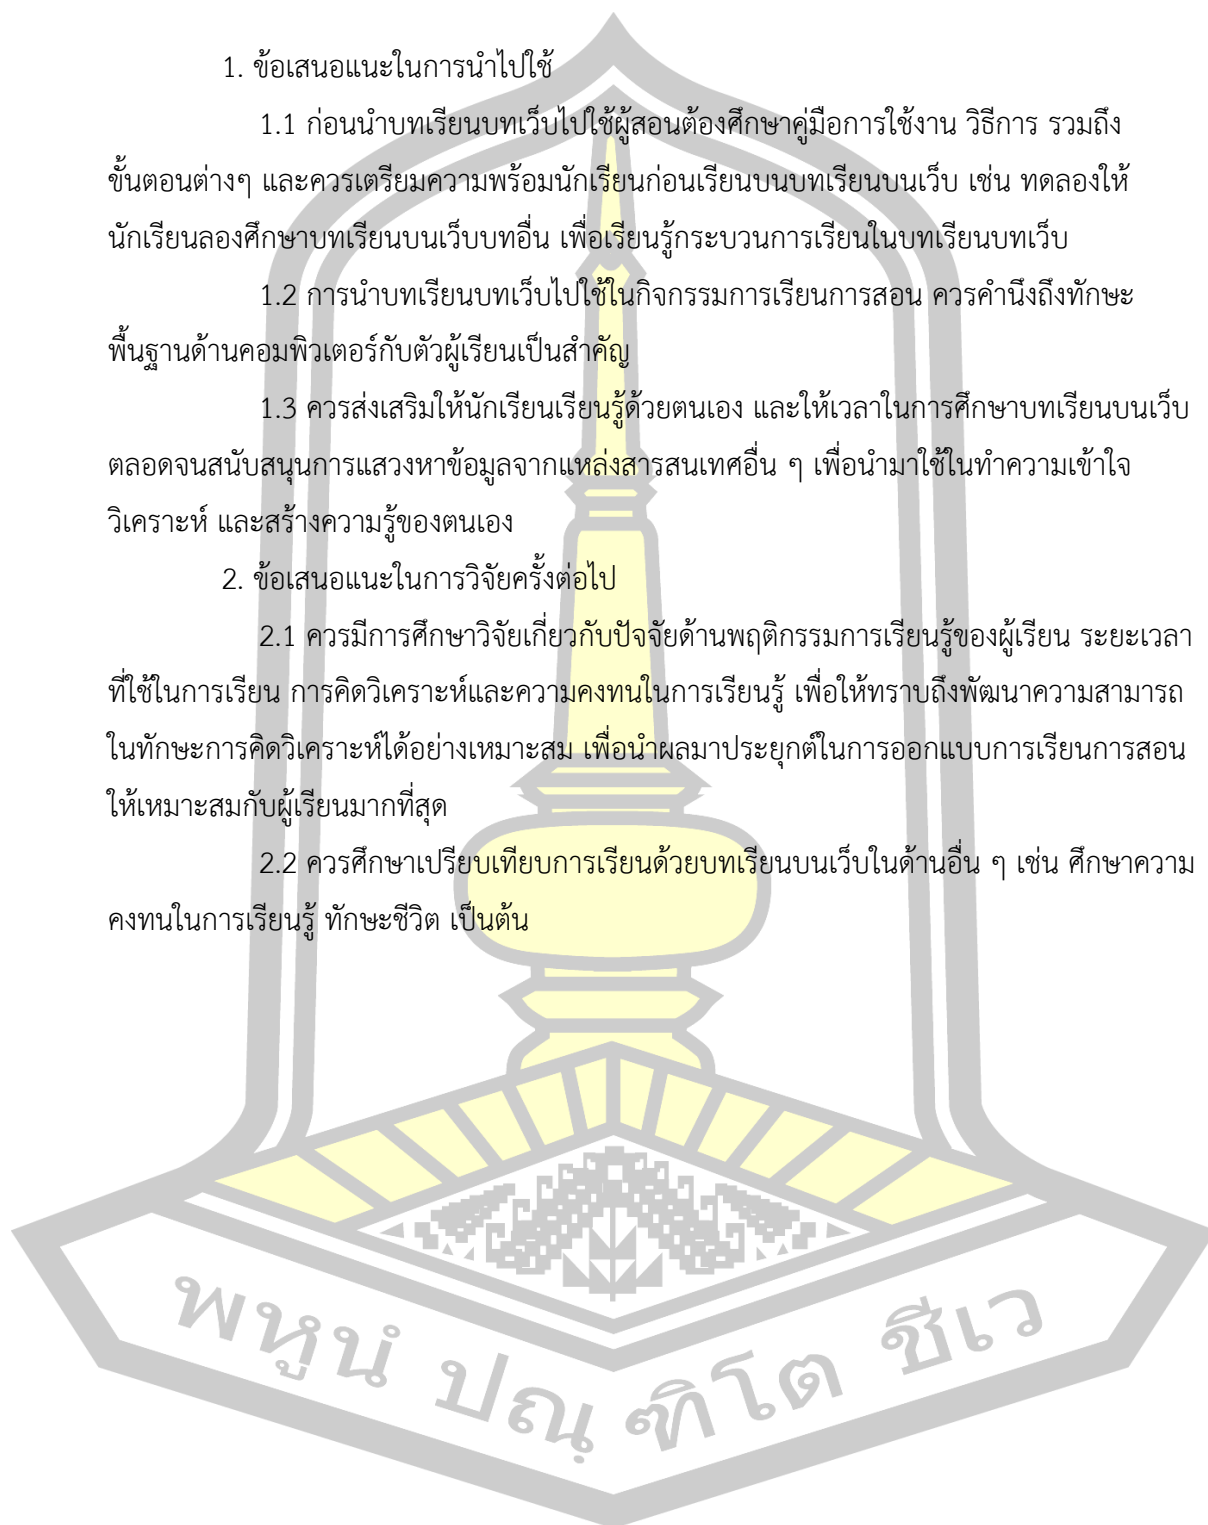 1. ข้อเสนอแนะในการนำไปใช้
1.1 ก่อนนำบทเรียนบทเว็บไปใช้ผู้สอนต้องศึกษาคู่มือการใช้งาน วิธีการ รวมถึง
ขั้นตอนต่างๆ และควรเตรียมความพร้อมนักเรียนก่อนเรียนบนบทเรียนบนเว็บ เช่น ทดลองให้
นักเรียนลองศึกษาบทเรียนบนเว็บบทอื่น เพื่อเรียนรู้กระบวนการเรียนในบทเรียนบทเว็บ
1.2 การนำบทเรียนบทเว็บไปใช้ในกิจกรรมการเรียนการสอน ควรคำนึงถึงทักษะ
พื้นฐานด้านคอมพิวเตอร์กับตัวผู้เรียนเป็นสำคัญ
1.3 ควรส่งเสริมให้นักเรียนเรียนรู้ด้วยตนเอง และให้เวลาในการศึกษาบทเรียนบนเว็บ
ตลอดจนสนับสนุนการแสวงหาข้อมูลจากแหล่งสารสนเทศอื่น ๆ เพื่อนำมาใช้ในทำความเข้าใจ
วิเคราะห์ และสร้างความรู้ของตนเอง
2. ข้อเสนอแนะในการวิจัยครั้งต่อไป
2.1 ควรมีการศึกษาวิจัยเกี่ยวกับปัจจัยด้านพฤติกรรมการเรียนรู้ของผู้เรียน ระยะเวลา
ที่ใช้ในการเรียน การคิดวิเคราะห์และความคงทนในการเรียนรู้ เพื่อให้ทราบถึงพัฒนาความสามารถ
ในทักษะการคิดวิเคราะห์ได้อย่างเหมาะสม เพื่อนำผลมาประยุกต์ในการออกแบบการเรียนการสอน
ให้เหมาะสมกับผู้เรียนมากที่สุด
2.2 ควรศึกษาเปรียบเทียบการเรียนด้วยบทเรียนบนเว็บในด้านอื่น ๆ เช่น ศึกษาความ
คงทนในการเรียนรู้ ทักษะชีวิต เป็นต้น
พหูนํ ปณฺฑิโต ชีเว